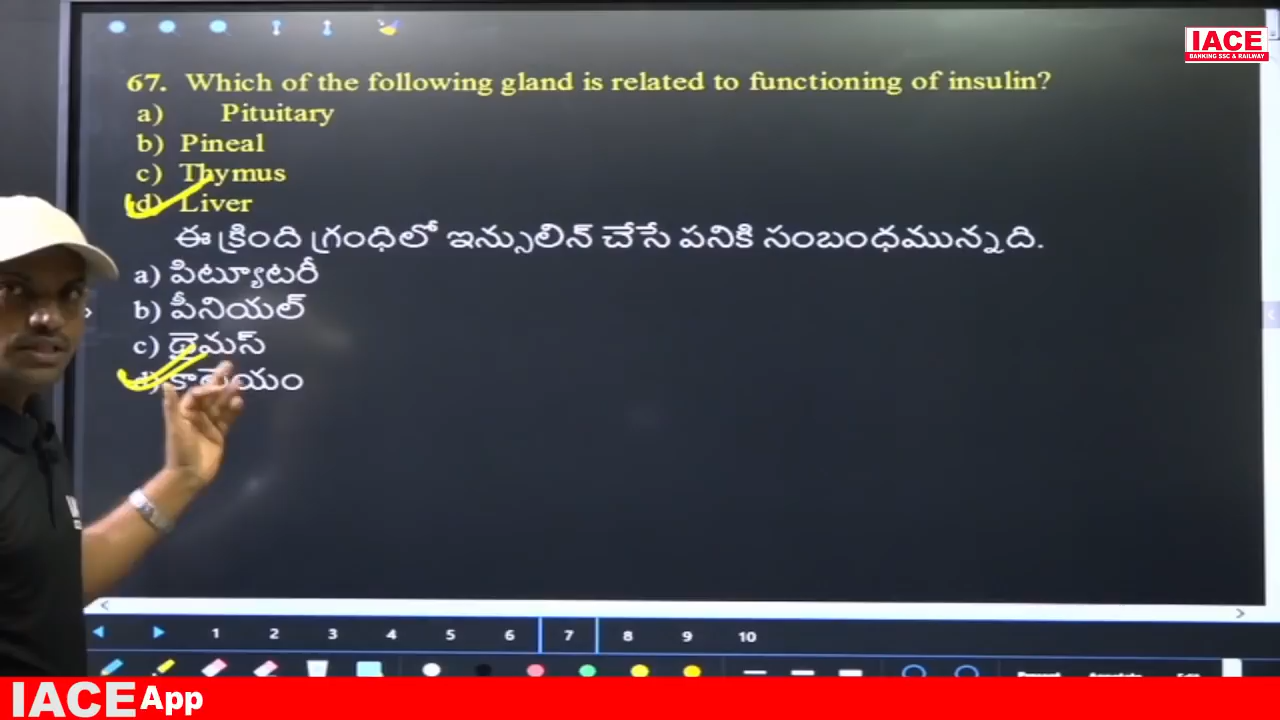 IACE
BANKING SSC & RAILWAY
67. Which of the following gland is related to functioning of insulin?
a) Pituitary
b) Pineal
c) Thymus
d) Liver
ఈ క్రింది గ్రంధిలో ఇన్సులిన్ చేసే పనికి సంబంధమున్నది.
a) పిట్యూటరీ
b) పీనియల్
c) థైమస్
d) కాలేయం
1 2 3 4 5 6 7 8 9 10
IACE App